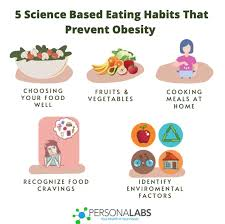 5 Science Based Eating Habits That
Prevent Obesity
CHOOSING
YOUR FOOD
WELL
FRUITS &
VEGETABLES
COOKING
MEALS AT
HOME
RECOGNIZE FOOD
CRAVINGS
IDENTIFY
ENVIROMENTAL
FACTORS
PERSONALABS